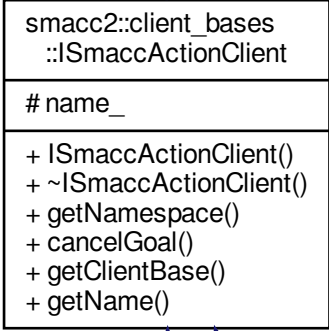 smacc2::client_bases
::ISmaccActionClient
# name_
+ ISmaccActionClient()
+ ~ISmaccActionClient()
+ getNamespace()
+ cancelGoal()
+ getClientBase()
+ getName()